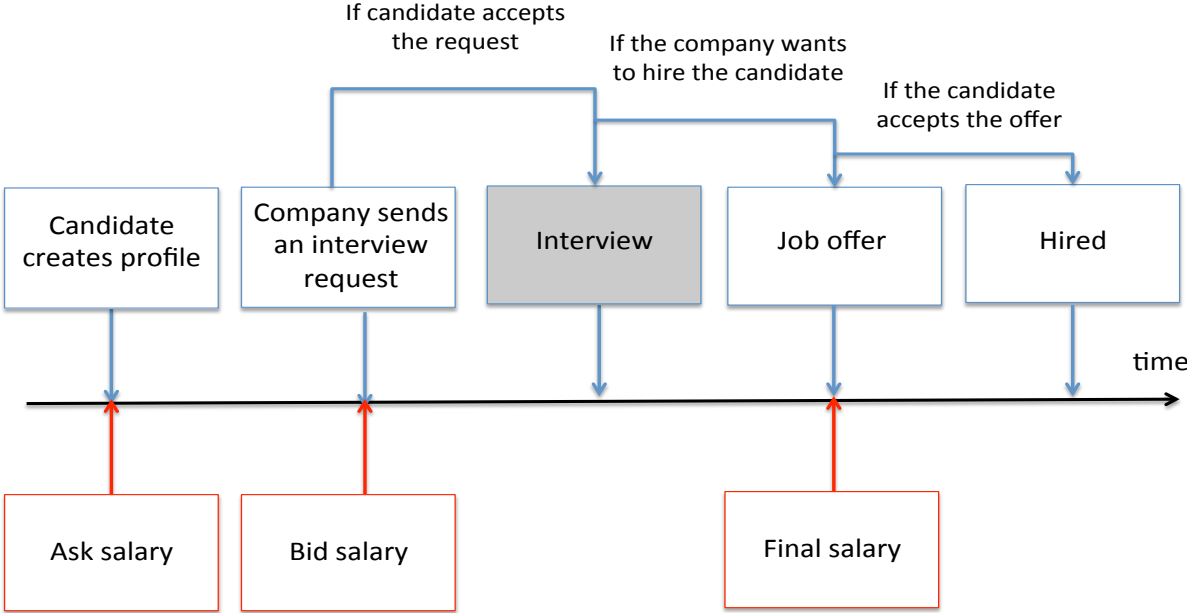 If candidate accepts
the request
If the company wants
to hire the candidate
If the candidate
accepts the offer
Candidate
creates profile
Company sends
an interview
request
Interview
Job offer
Hired
time
Ask salary
Bid salary
Final salary